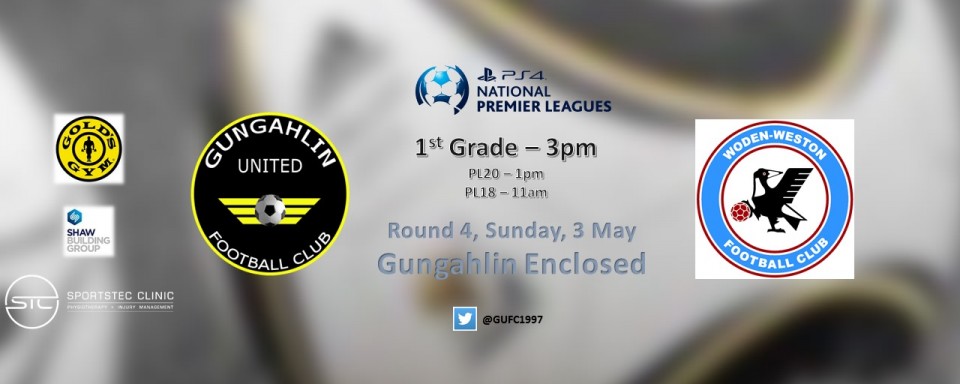 GOLD'S
GYM.
SHAW
BUILDING
GROUP
STC
SPORTSTEC CLINIC
PHYSIOTHERAPY + INJURY MANAGEMENT
GUNGAHLIN
UNITED
FOOTBALL CLUB
PS4
NATIONAL
PREMIER LEAGUES
1st Grade – 3pm
PL20 – 1pm
PL18 – 11am
Round 4, Sunday, 3 May
Gungahlin Enclosed
@GUFC1997
WODEN-WESTON
FOOTBALL CLUB